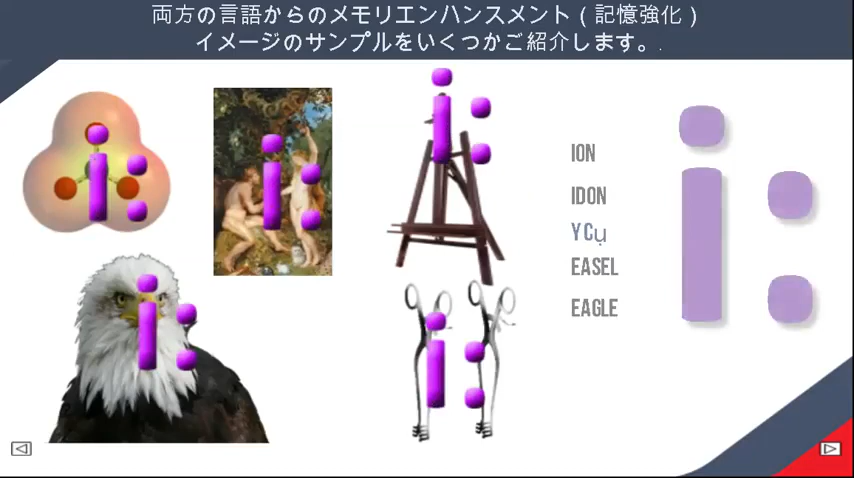 両方の言語からのメモリエンハンスメント(記憶強化)
イメージのサンプルをいくつかご紹介します。.
ION
IDON
YCụ
EASEL
EAGLE
i:
i:
i:
i:
i:
i: